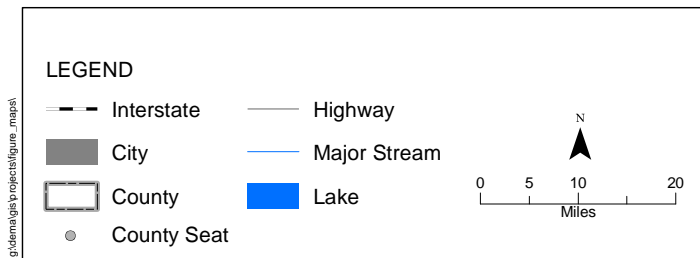 g:\dema\gis\projects\figure_maps\
LEGEND
Interstate
Highway
City
Major Stream
County
Lake
County Seat
N
0 5 10 20
Miles